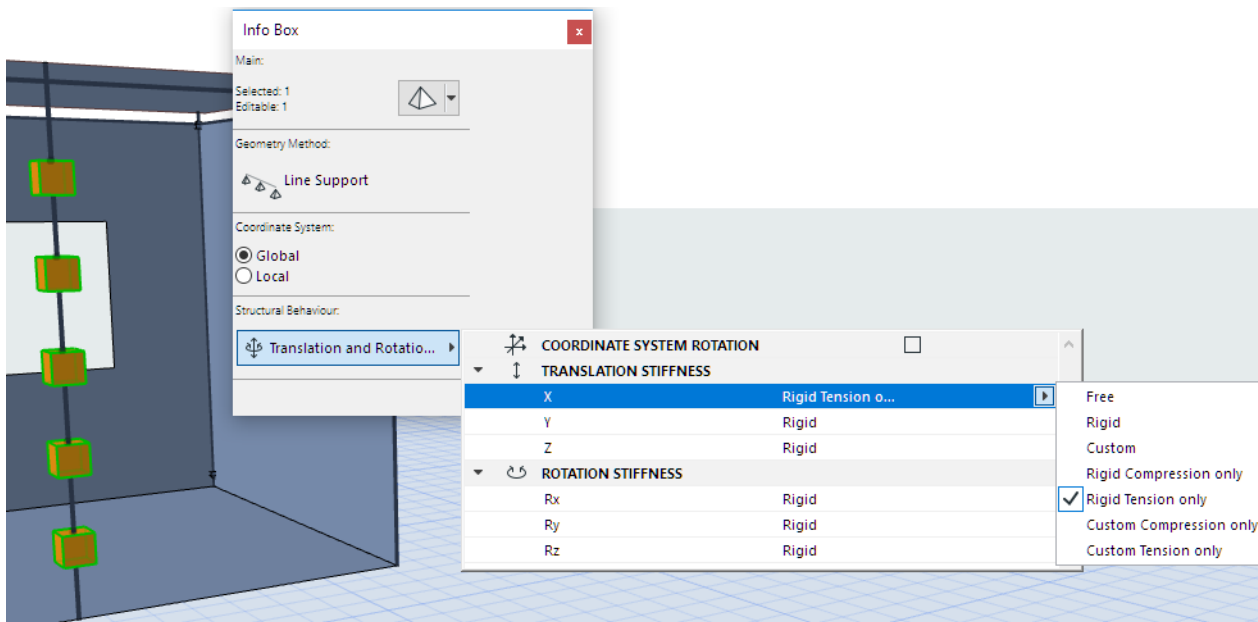 Info Box
x
Main:
Selected: 1
Editable: 1
Geometry Method:
Line Support
Coordinate System:
Global
Local
Structural Behaviour:
Translation and Rotatio...
COORDINATE SYSTEM ROTATION
TRANSLATION STIFFNESS
X Rigid Tension o...
Y Rigid
Z Rigid
ROTATION STIFFNESS
Rx Rigid
Ry Rigid
Rz Rigid
Free
Rigid
Custom
Rigid Compression only
Rigid Tension only
Custom Compression only
Custom Tension only